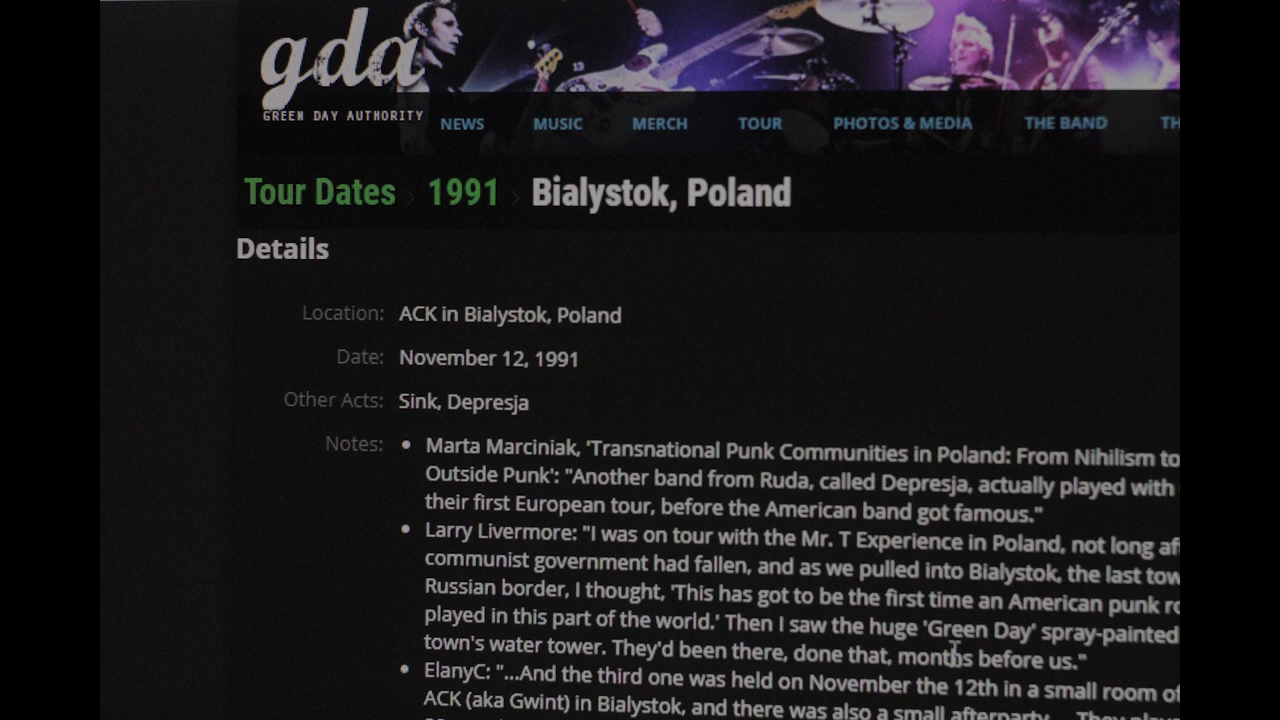 gda
GREEN DAY AUTHORITY
NEWS MUSIC MERCH TOUR PHOTOS & MEDIA THE BAND TH
13
Tour Dates > 1991 > Bialystok, Poland
Details
Location: ACK in Bialystok, Poland
Date: November 12, 1991
Other Acts: Sink, Depresja
Notes: • Marta Marciniak, 'Transnational Punk Communities in Poland: From Nihilism to
Outside Punk': "Another band from Ruda, called Depresja, actually played with
their first European tour, before the American band got famous."
• Larry Livermore: "I was on tour with the Mr. T Experience in Poland, not long af
communist government had fallen, and as we pulled into Bialystok, the last tow
Russian border, I thought, 'This has got to be the first time an American punk ro
played in this part of the world.' Then I saw the huge 'Green Day' spray-painted
town's water tower. They'd been there, done that, months before us."
• ElanyC: "...And the third one was held on November the 12th in a small room of
ACK (aka Gwint) in Bialystok, and there was also a small afterparty... They play